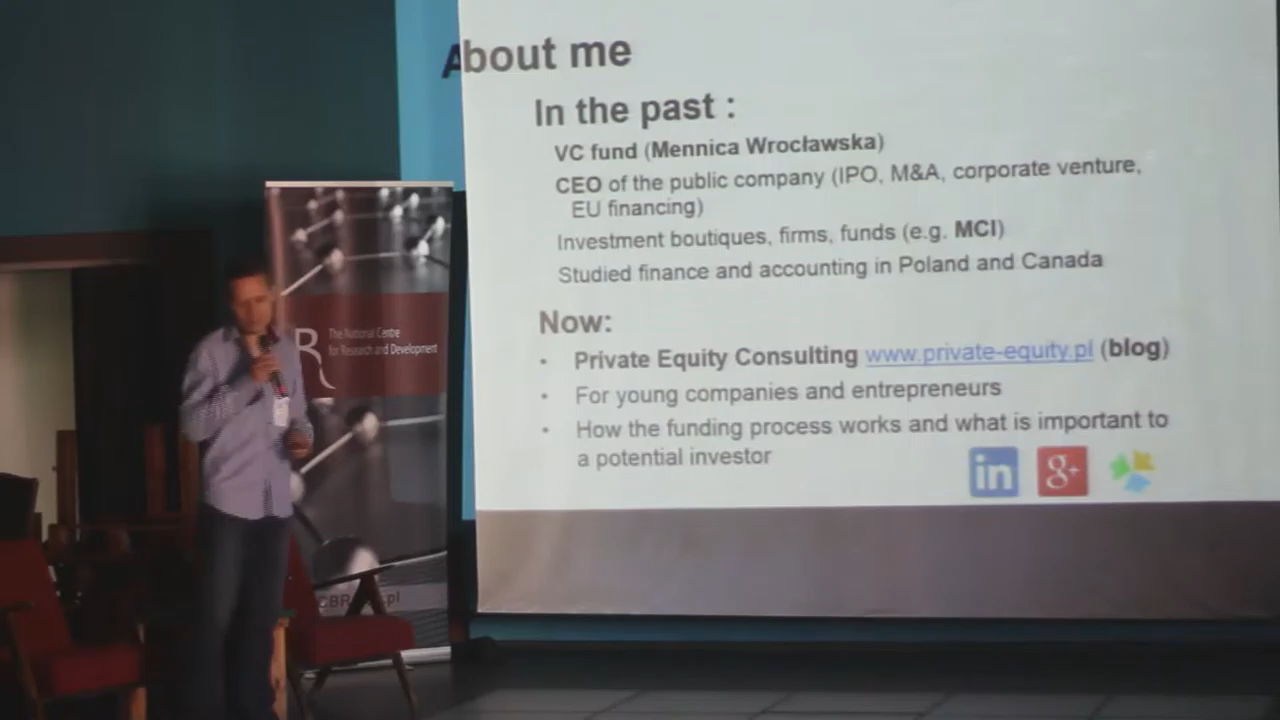 About me
In the past :
VC fund (Mennica Wrocławska)
CEO of the public company (IPO, M&A, corporate venture,
EU financing)
Investment boutiques, firms, funds (e.g. MCI)
Studied finance and accounting in Poland and Canada
Now:
• Private Equity Consulting www.private-equity.pl (blog)
• For young companies and entrepreneurs
• How the funding process works and what is important to
a potential investor
in g+
R
The National Centre
for Research and Development